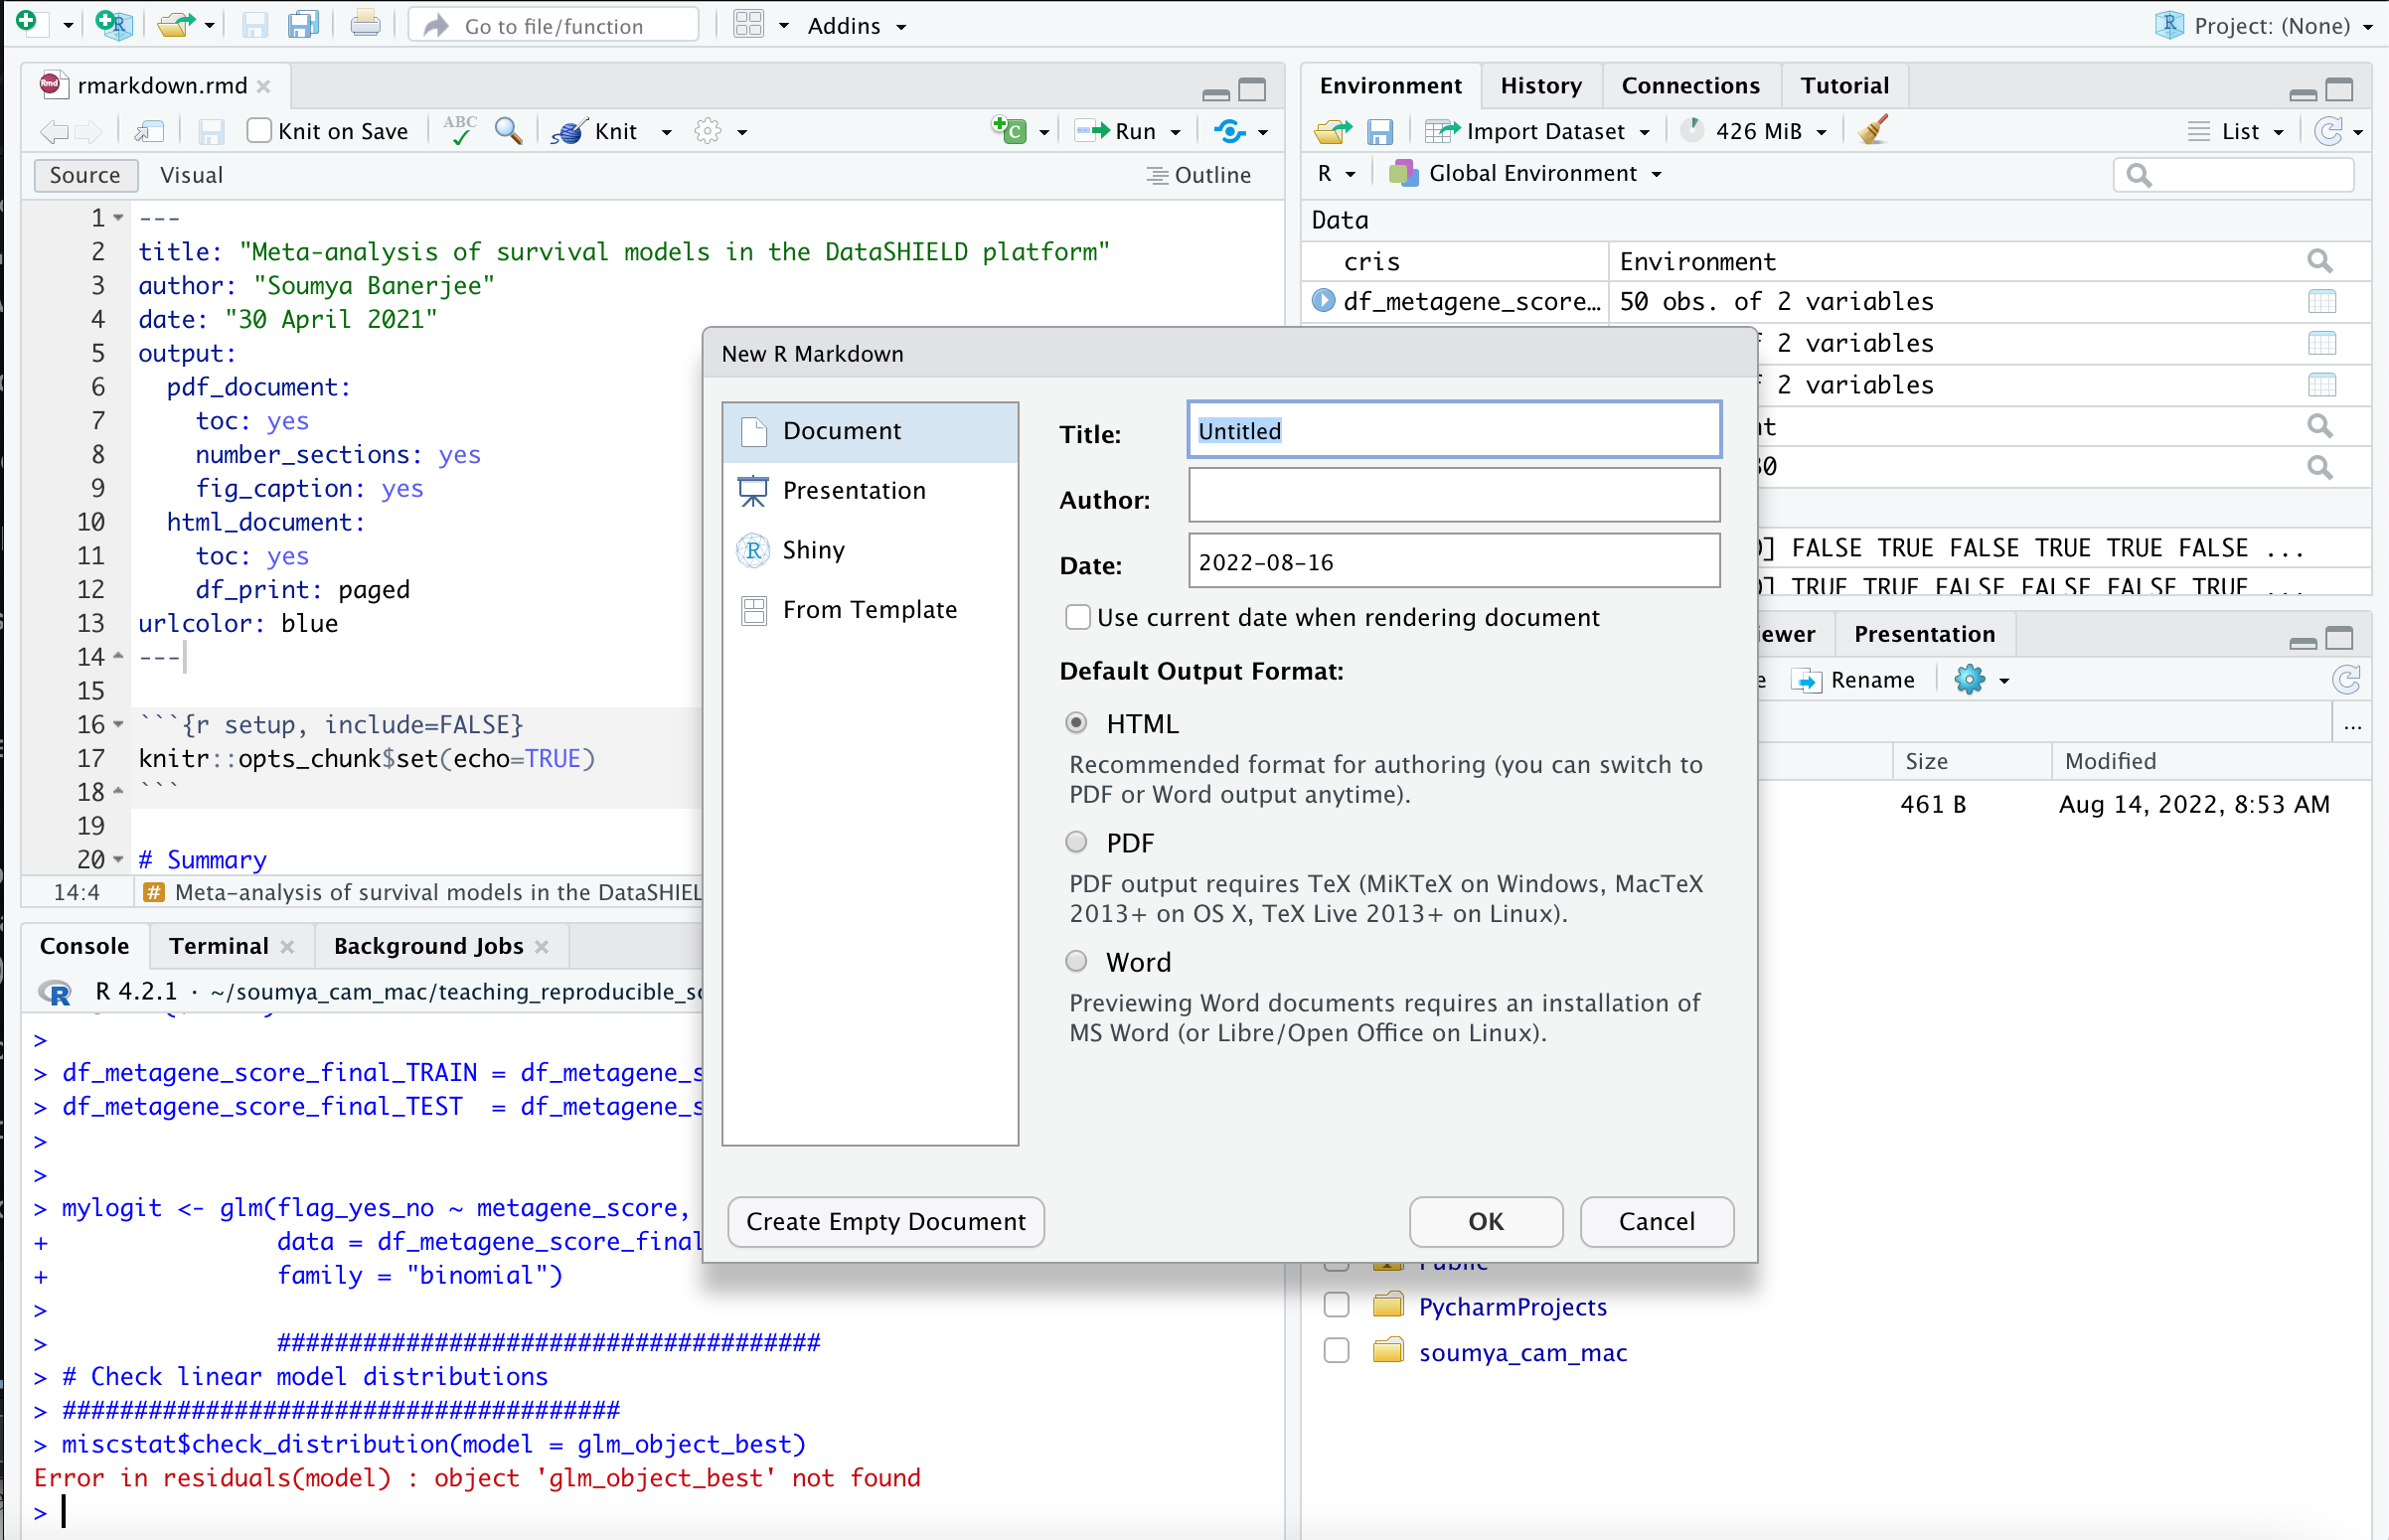 Go to file/function
Addins
Project: (None)
rmarkdown.rmd
Knit on Save
ABC
Knit
Run
Source
Visual
Outline
1 ---
2 title: "Meta-analysis of survival models in the DataSHIELD platform"
3 author: "Soumya Banerjee"
4 date: "30 April 2021"
5 output:
6 pdf_document:
7 toc: yes
8 number_sections: yes
9 fig_caption: yes
10 html_document:
11 toc: yes
12 df_print: paged
13 urlcolor: blue
14 ---
15
16 ```{r setup, include=FALSE}
17 knitr::opts_chunk$set(echo=TRUE)
18 ```
19
20 # Summary
14:4 # Meta-analysis of survival models in the DataSHIEL
Console
Terminal
Background Jobs
R 4.2.1 · ~/soumya_cam_mac/teaching_reproducible_sc
>
> df_metagene_score_final_TRAIN = df_metagene_s
> df_metagene_score_final_TEST = df_metagene_s
>
>
> mylogit <- glm(flag_yes_no ~ metagene_score,
+ data = df_metagene_score_final
+ family = "binomial")
>
> ######################################
> # Check linear model distributions
> #######################################
> miscstat$check_distribution(model = glm_object_best)
Error in residuals(model) : object 'glm_object_best' not found
>
New R Markdown
Document
Presentation
Shiny
From Template
Title:
Untitled
Author:
Date:
2022-08-16
Use current date when rendering document
Default Output Format:
HTML
Recommended format for authoring (you can switch to
PDF or Word output anytime).
PDF
PDF output requires TeX (MiKTeX on Windows, MacTeX
2013+ on OS X, TeX Live 2013+ on Linux).
Word
Previewing Word documents requires an installation of
MS Word (or Libre/Open Office on Linux).
Create Empty Document
OK
Cancel
Environment
History
Connections
Tutorial
Import Dataset
426 MiB
List
R
Global Environment
Data
cris Environment
df_metagene_score… 50 obs. of 2 variables
2 variables
2 variables
FALSE TRUE FALSE TRUE TRUE FALSE ...
TRUE TRUE FALSE FALSE FALSE TRUE ...
ewer
Presentation
Rename
...
Size
Modified
461 B
Aug 14, 2022, 8:53 AM
Public
PycharmProjects
soumya_cam_mac